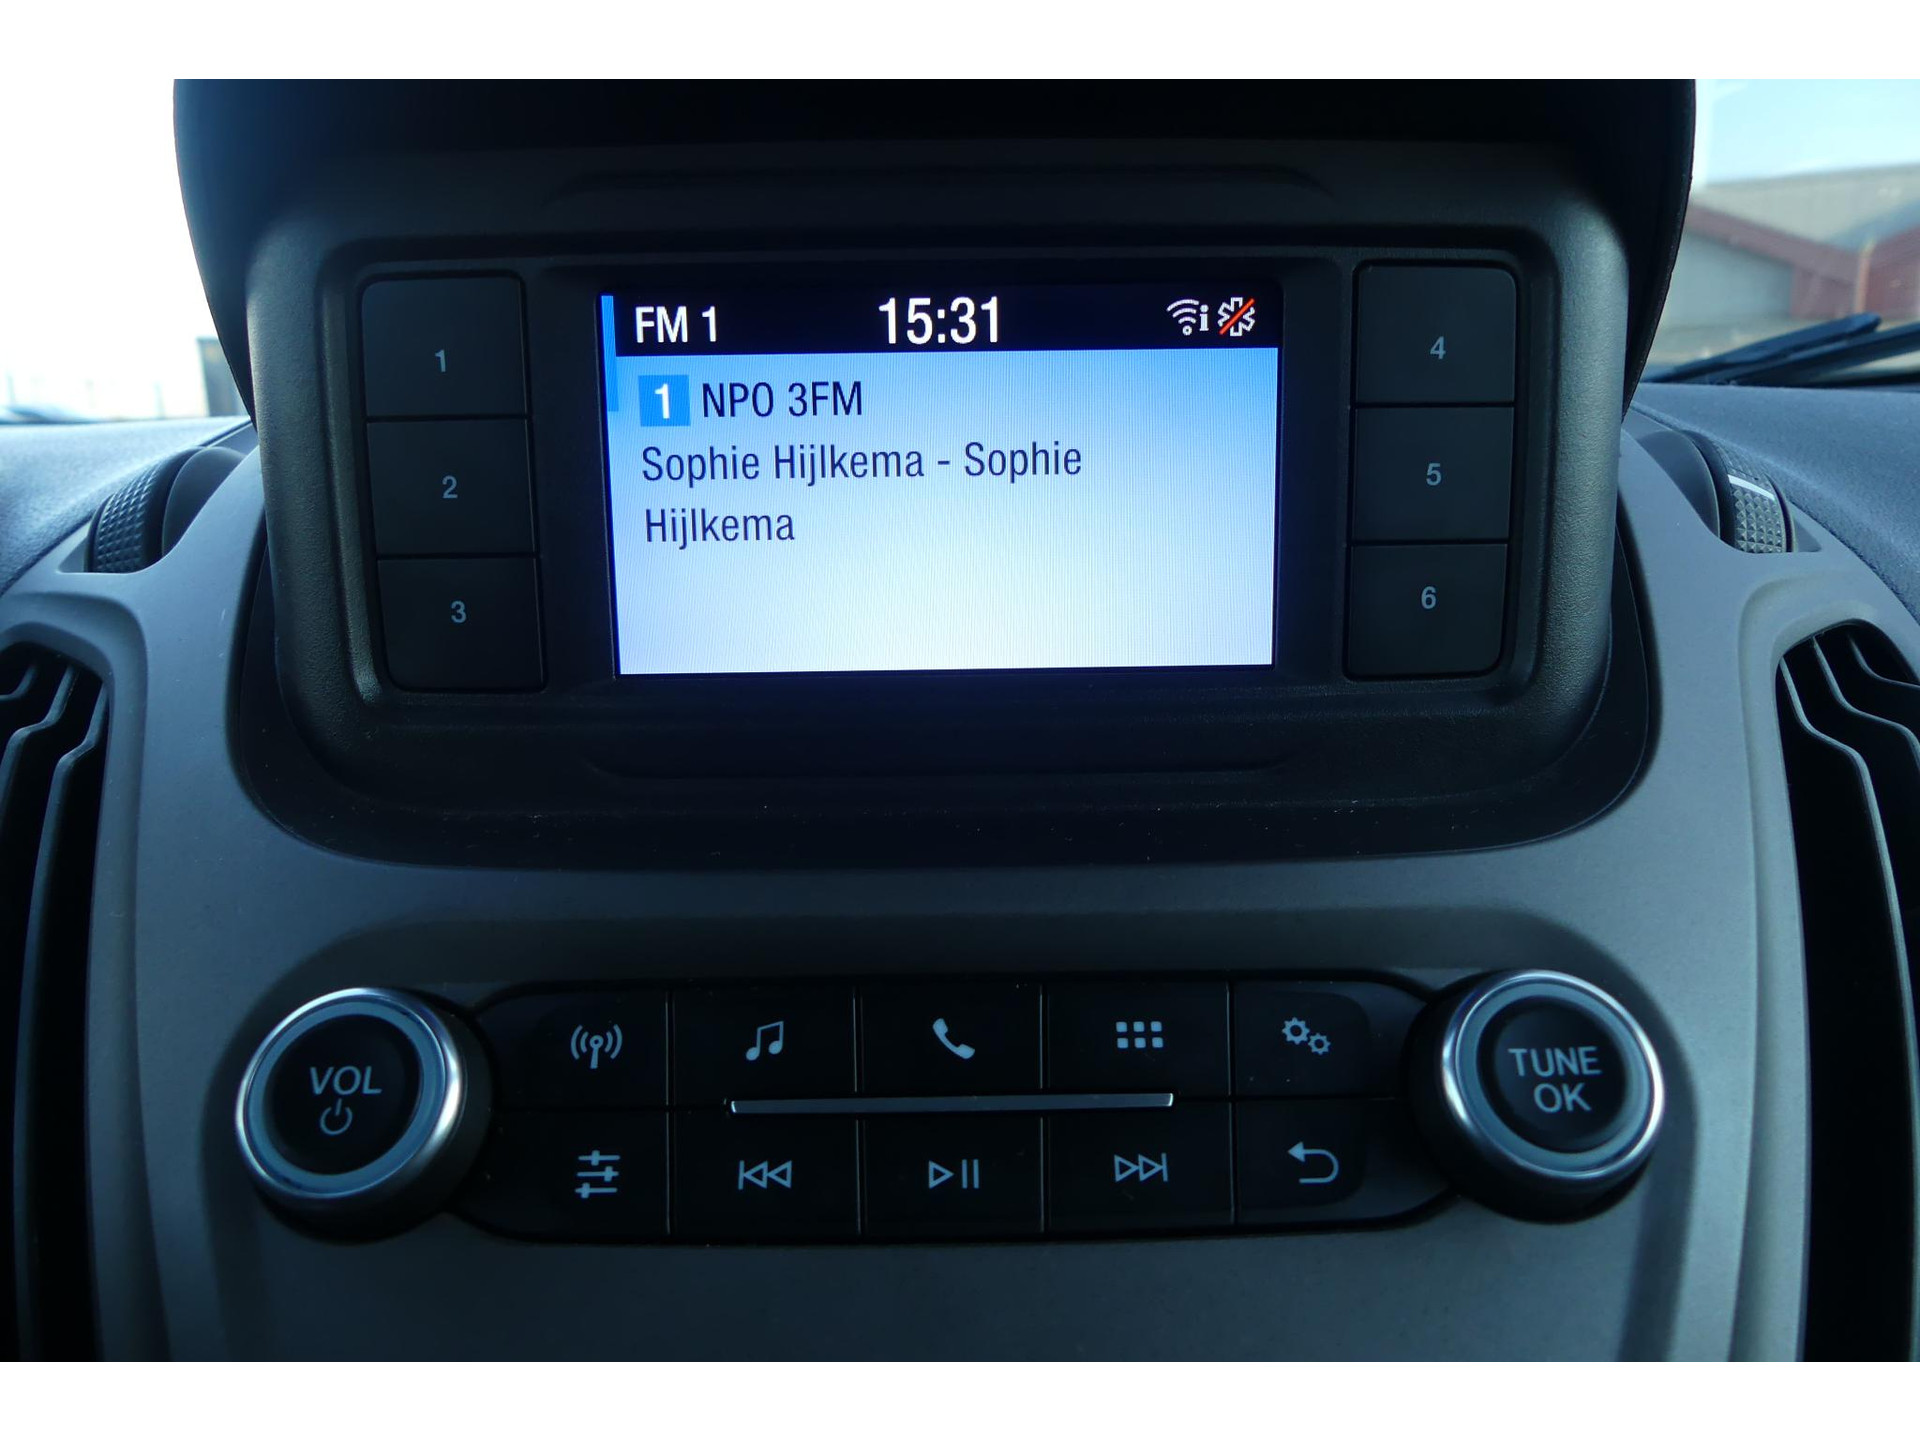 FM 1 15:31 i
1 NPO 3FM
Sophie Hijlkema - Sophie
Hijlkema
1
2
3
4
5
6
VOL
TUNE
OK